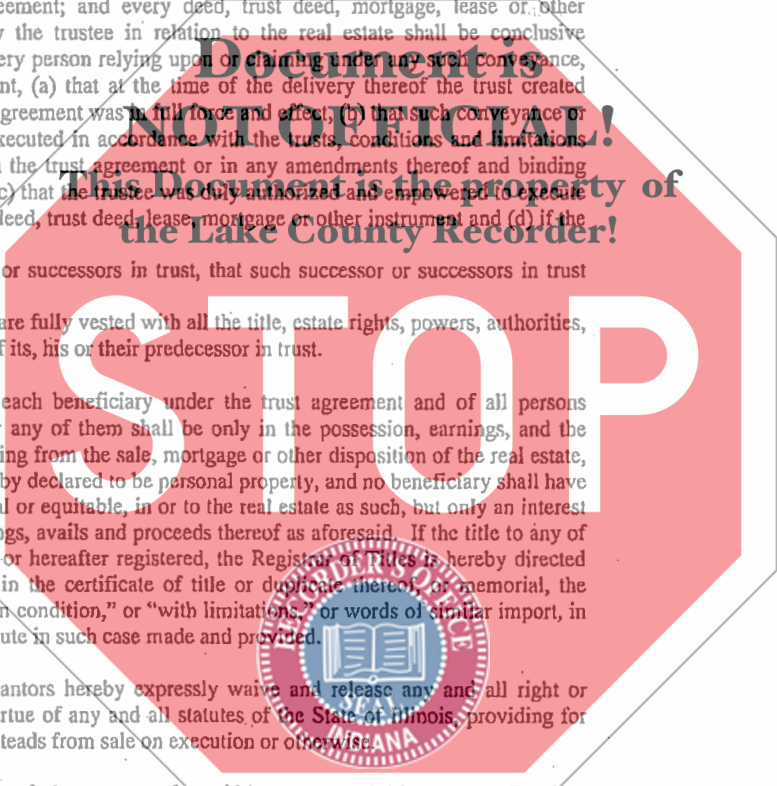 eement; and every deed, trust deed, mortgage, lease or other
y the trustee in relation to the real estate shall be conclusive
Document is
ery person relying upon or claiming under any such conveyance,
nt, (a) that at the time of the delivery thereof the trust created
greement was in full force and effect, (b) that such conveyance or
NOT OFFICIAL!
xecuted in accordance with the trusts, conditions and limitations
n the trust agreement or in any amendments thereof and binding
This Document is the property of
c) that the trustee was duly authorized and empowered to execute
deed, trust deed, lease, mortgage or other instrument and (d) if the
the Lake County Recorder!
or successors in trust, that such successor or successors in trust
are fully vested with all the title, estate rights, powers, authorities,
f its, his or their predecessor in trust.
STOP
each beneficiary under the trust agreement and of all persons
r any of them shall be only in the possession, earnings, and the
ing from the sale, mortgage or other disposition of the real estate,
by declared to be personal property, and no beneficiary shall have
al or equitable, in or to the real estate as such, but only an interest
ngs, avails and proceeds thereof as aforesaid. If the title to any of
or hereafter registered, the Registrar of Titles is hereby directed
in the certificate of title or duplicate thereof, or memorial, the
n condition," or "with limitations," or words of similar import, in
ute in such case made and provided.
RECORDER'S OFFICE
SEAL
INDIANA
antors hereby expressly waive and release any and all right or
rtue of any and all statutes of the State of Illinois, providing for
teads from sale on execution or otherwise.